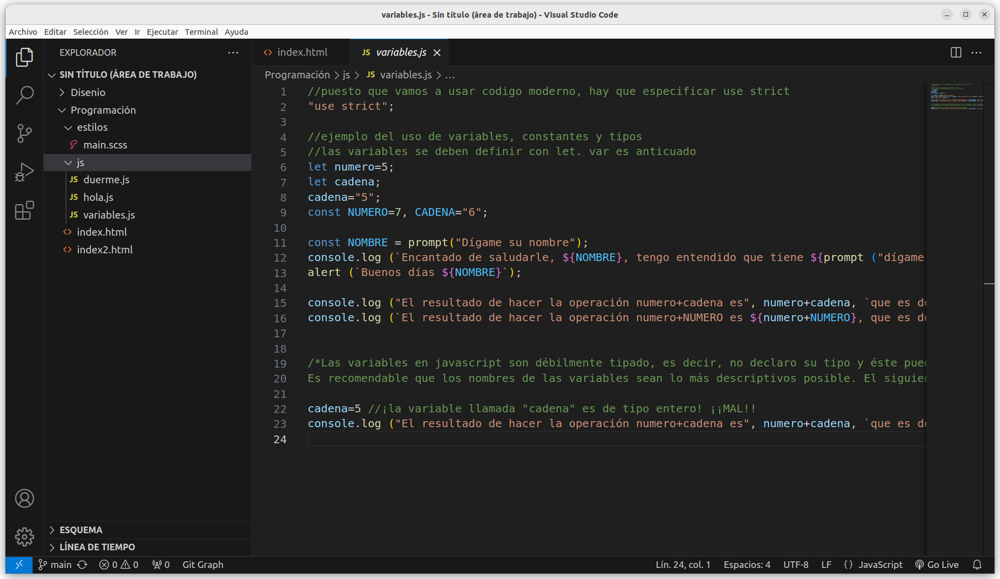 variables.js - Sin título (área de trabajo) - Visual Studio Code
Archivo Editar Selección Ver Ir Ejecutar Terminal Ayuda
EXPLORADOR
SIN TÍTULO (ÁREA DE TRABAJO)
Disenio
Programación
estilos
main.scss
js
JS duerme.js
JS hola.js
JS variables.js
<> index.html
<> index2.html
ESQUEMA
LÍNEA DE TIEMPO
<> index.html
JS variables.js
Programación > js > JS variables.js > ...
1 //puesto que vamos a usar codigo moderno, hay que especificar use strict
2 "use strict";
3
4 //ejemplo del uso de variables, constantes y tipos
5 //las variables se deben definir con let. var es anticuado
6 let numero=5;
7 let cadena;
8 cadena="5";
9 const NUMERO=7, CADENA="6";
10
11 const NOMBRE = prompt("Dígame su nombre");
12 console.log (`Encantado de saludarle, ${NOMBRE}, tengo entendido que tiene ${prompt ("dígame
13 alert (`Buenos días ${NOMBRE}`);
14
15 console.log ("El resultado de hacer la operación numero+cadena es", numero+cadena, `que es de
16 console.log (`El resultado de hacer la operación numero+NUMERO es ${numero+NUMERO}, que es de
17
18
19 /*Las variables en javascript son débilmente tipado, es decir, no declaro su tipo y éste pued
20 Es recomendable que los nombres de las variables sean lo más descriptivos posible. El siguien
21
22 cadena=5 //¡la variable llamada "cadena" es de tipo entero! ¡¡MAL!!
23 console.log ("El resultado de hacer la operación numero+cadena es", numero+cadena, `que es de
24
main 0 0 0 Git Graph Lín. 24, col. 1 Espacios: 4 UTF-8 LF {} JavaScript Go Live